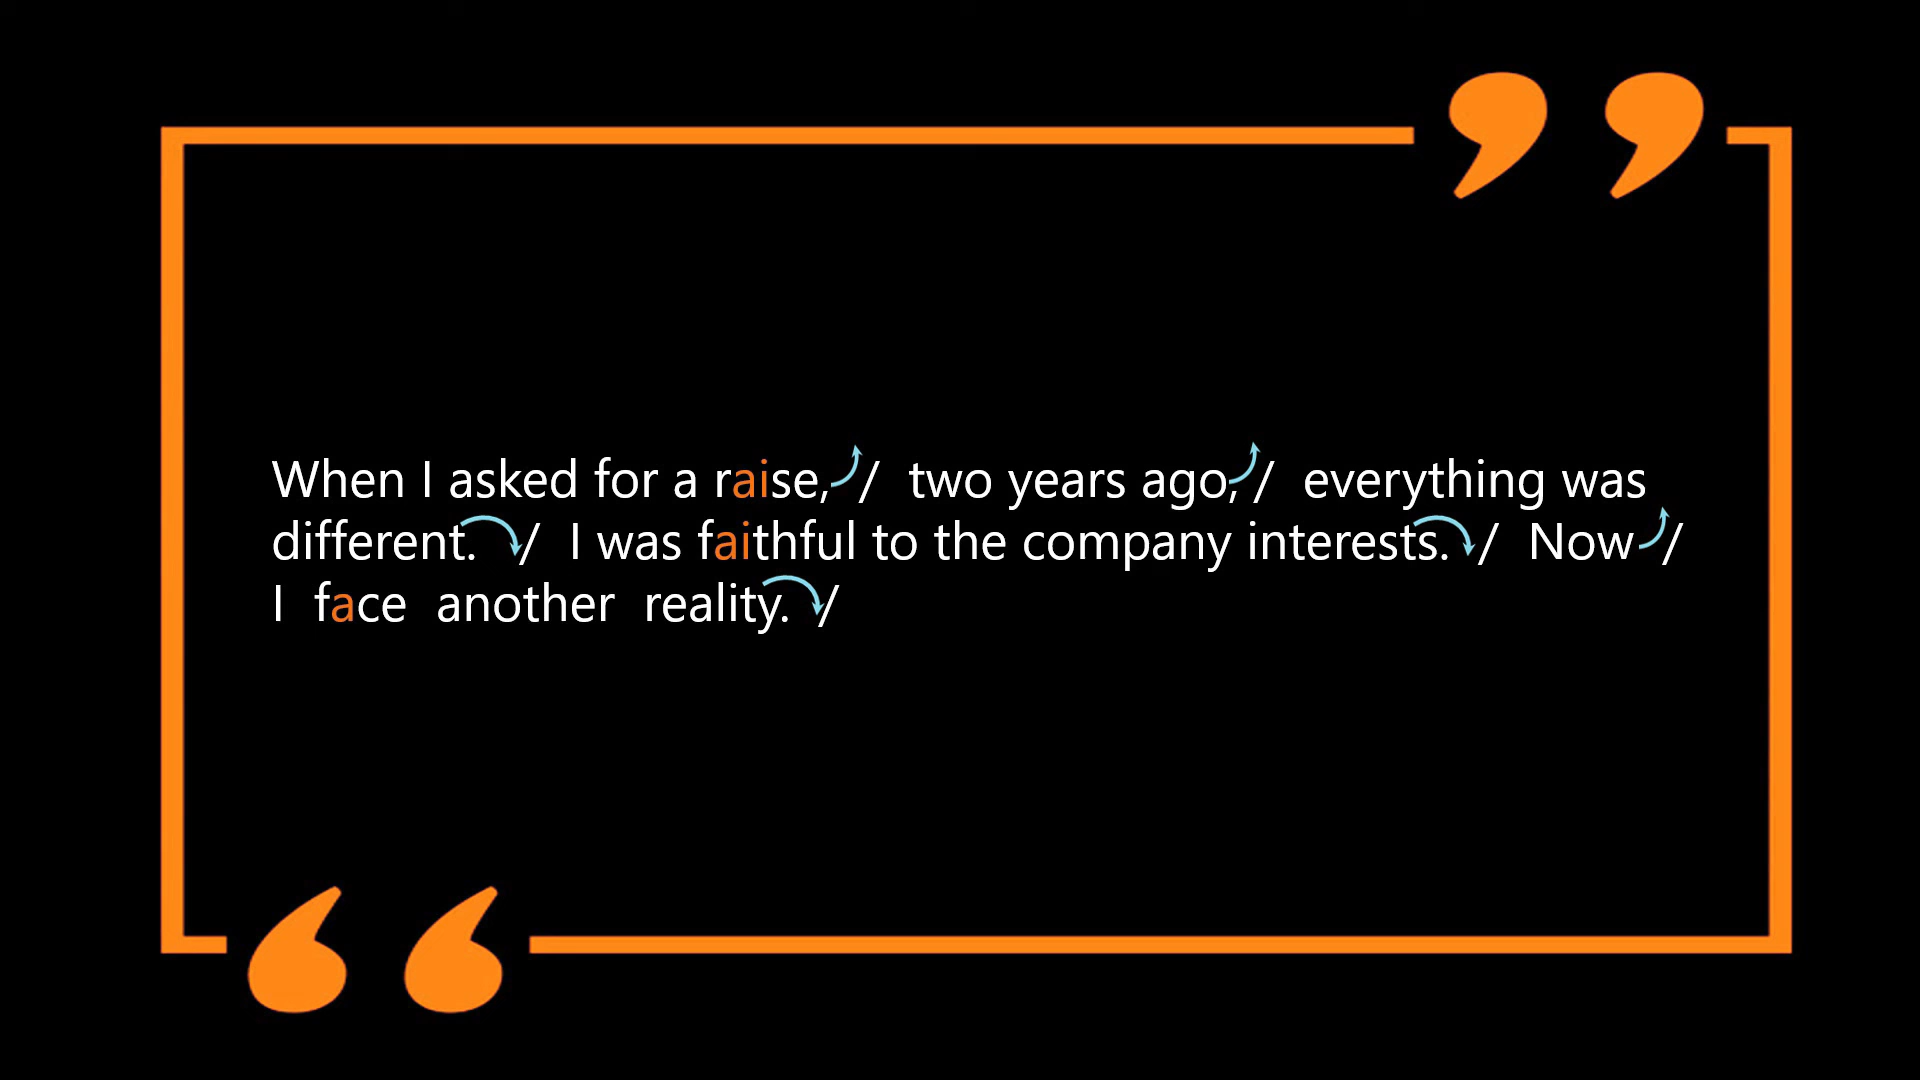 When I asked for a raise, / two years ago, / everything was
different. / I was faithful to the company interests. / Now /
I face another reality. /